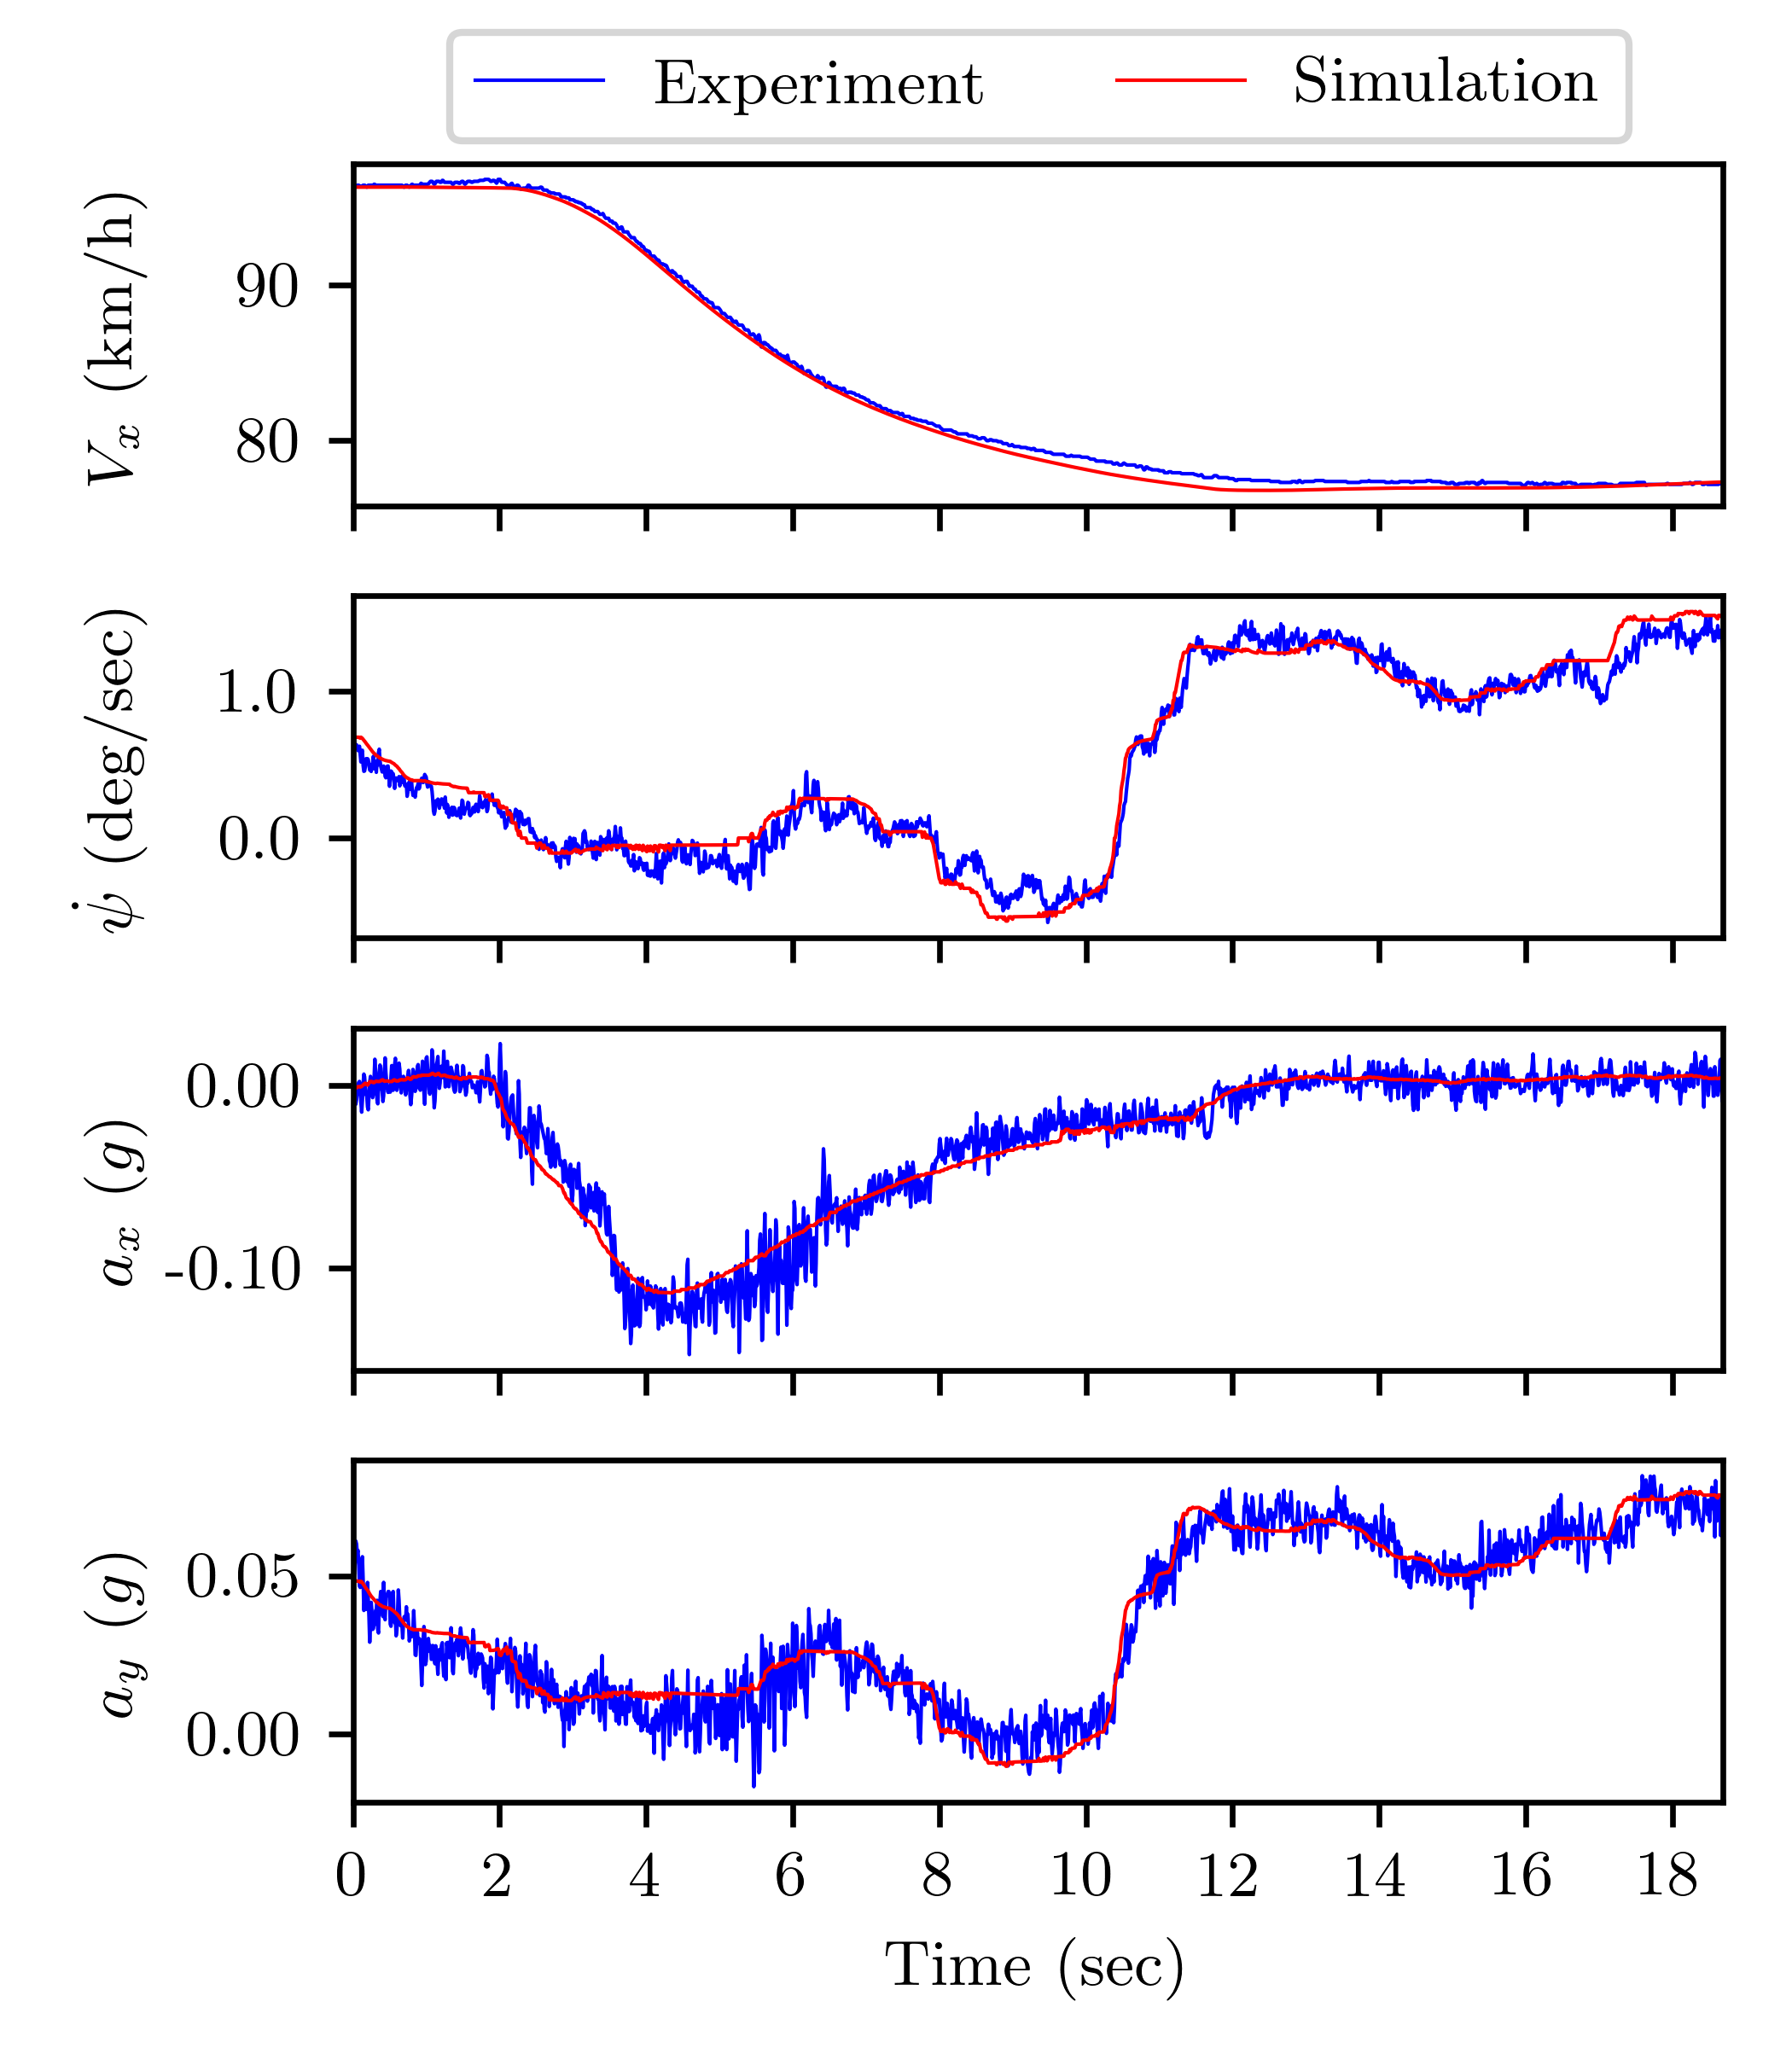 Experiment Simulation
V_x (km/h)
90
80
ψ̇ (deg/sec)
1.0
0.0
a_x (g)
0.00
-0.10
a_y (g)
0.05
0.00
0 2 4 6 8 10 12 14 16 18
Time (sec)